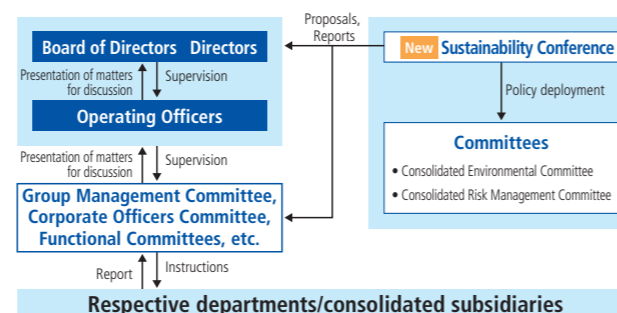 Board of Directors Directors
Presentation of matters
for discussion
Supervision
Operating Officers
Presentation of matters
for discussion
Supervision
Group Management Committee,
Corporate Officers Committee,
Functional Committees, etc.
Report
Instructions
Respective departments/consolidated subsidiaries
Proposals,
Reports
New Sustainability Conference
Policy deployment
Committees
• Consolidated Environmental Committee
• Consolidated Risk Management Committee